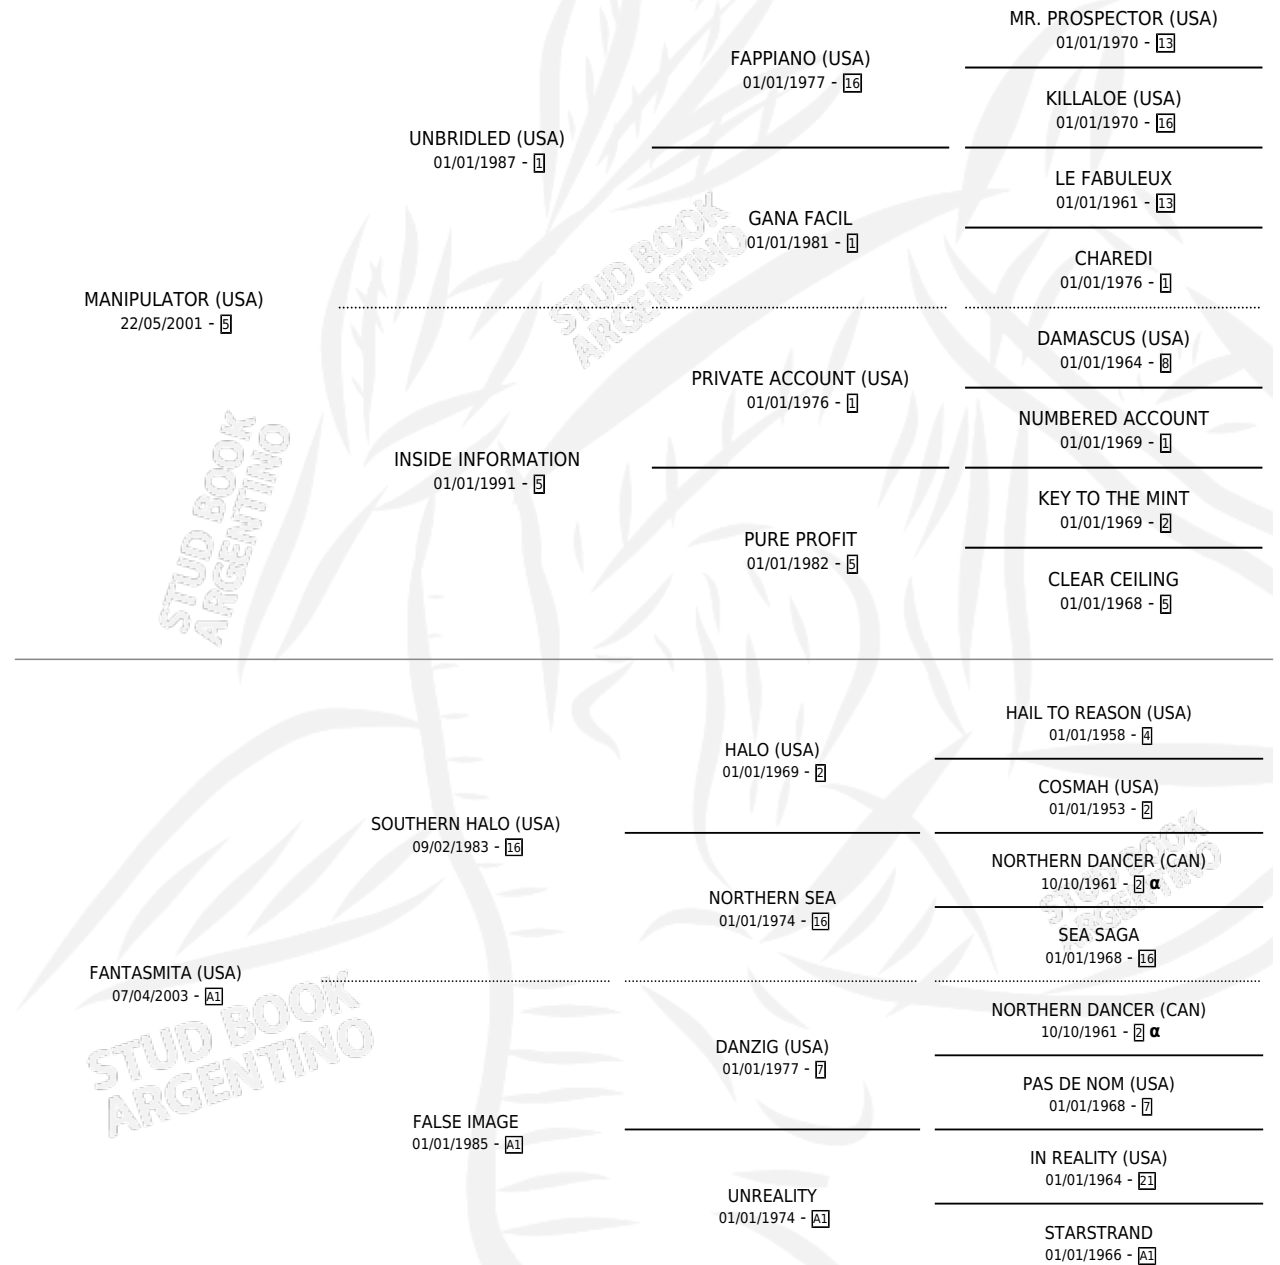 MR. PROSPECTOR (USA)
01/01/1970 - 13
FAPPIANO (USA)
01/01/1977 - 16
KILLALOE (USA)
01/01/1970 - 16
UNBRIDLED (USA)
01/01/1987 - 1
LE FABULEUX
01/01/1961 - 13
GANA FACIL
01/01/1981 - 1
CHAREDI
01/01/1976 - 1
MANIPULATOR (USA)
22/05/2001 - 5
DAMASCUS (USA)
01/01/1964 - 8
PRIVATE ACCOUNT (USA)
01/01/1976 - 1
NUMBERED ACCOUNT
01/01/1969 - 1
INSIDE INFORMATION
01/01/1991 - 5
KEY TO THE MINT
01/01/1969 - 2
PURE PROFIT
01/01/1982 - 5
CLEAR CEILING
01/01/1968 - 5
HAIL TO REASON (USA)
01/01/1958 - 4
HALO (USA)
01/01/1969 - 2
COSMAH (USA)
01/01/1953 - 2
SOUTHERN HALO (USA)
09/02/1983 - 16
NORTHERN DANCER (CAN)
10/10/1961 - 2 α
NORTHERN SEA
01/01/1974 - 16
SEA SAGA
01/01/1968 - 16
FANTASMITA (USA)
07/04/2003 - A1
NORTHERN DANCER (CAN)
10/10/1961 - 2 α
DANZIG (USA)
01/01/1977 - 7
PAS DE NOM (USA)
01/01/1968 - 7
FALSE IMAGE
01/01/1985 - A1
IN REALITY (USA)
01/01/1964 - 21
UNREALITY
01/01/1974 - A1
STARSTRAND
01/01/1966 - A1
STUD BOOK
ARGENTINO
STUD BOOK
ARGENTINO
STUD BOOK
ARGENTINO
STUD BOOK
ARGENTINO